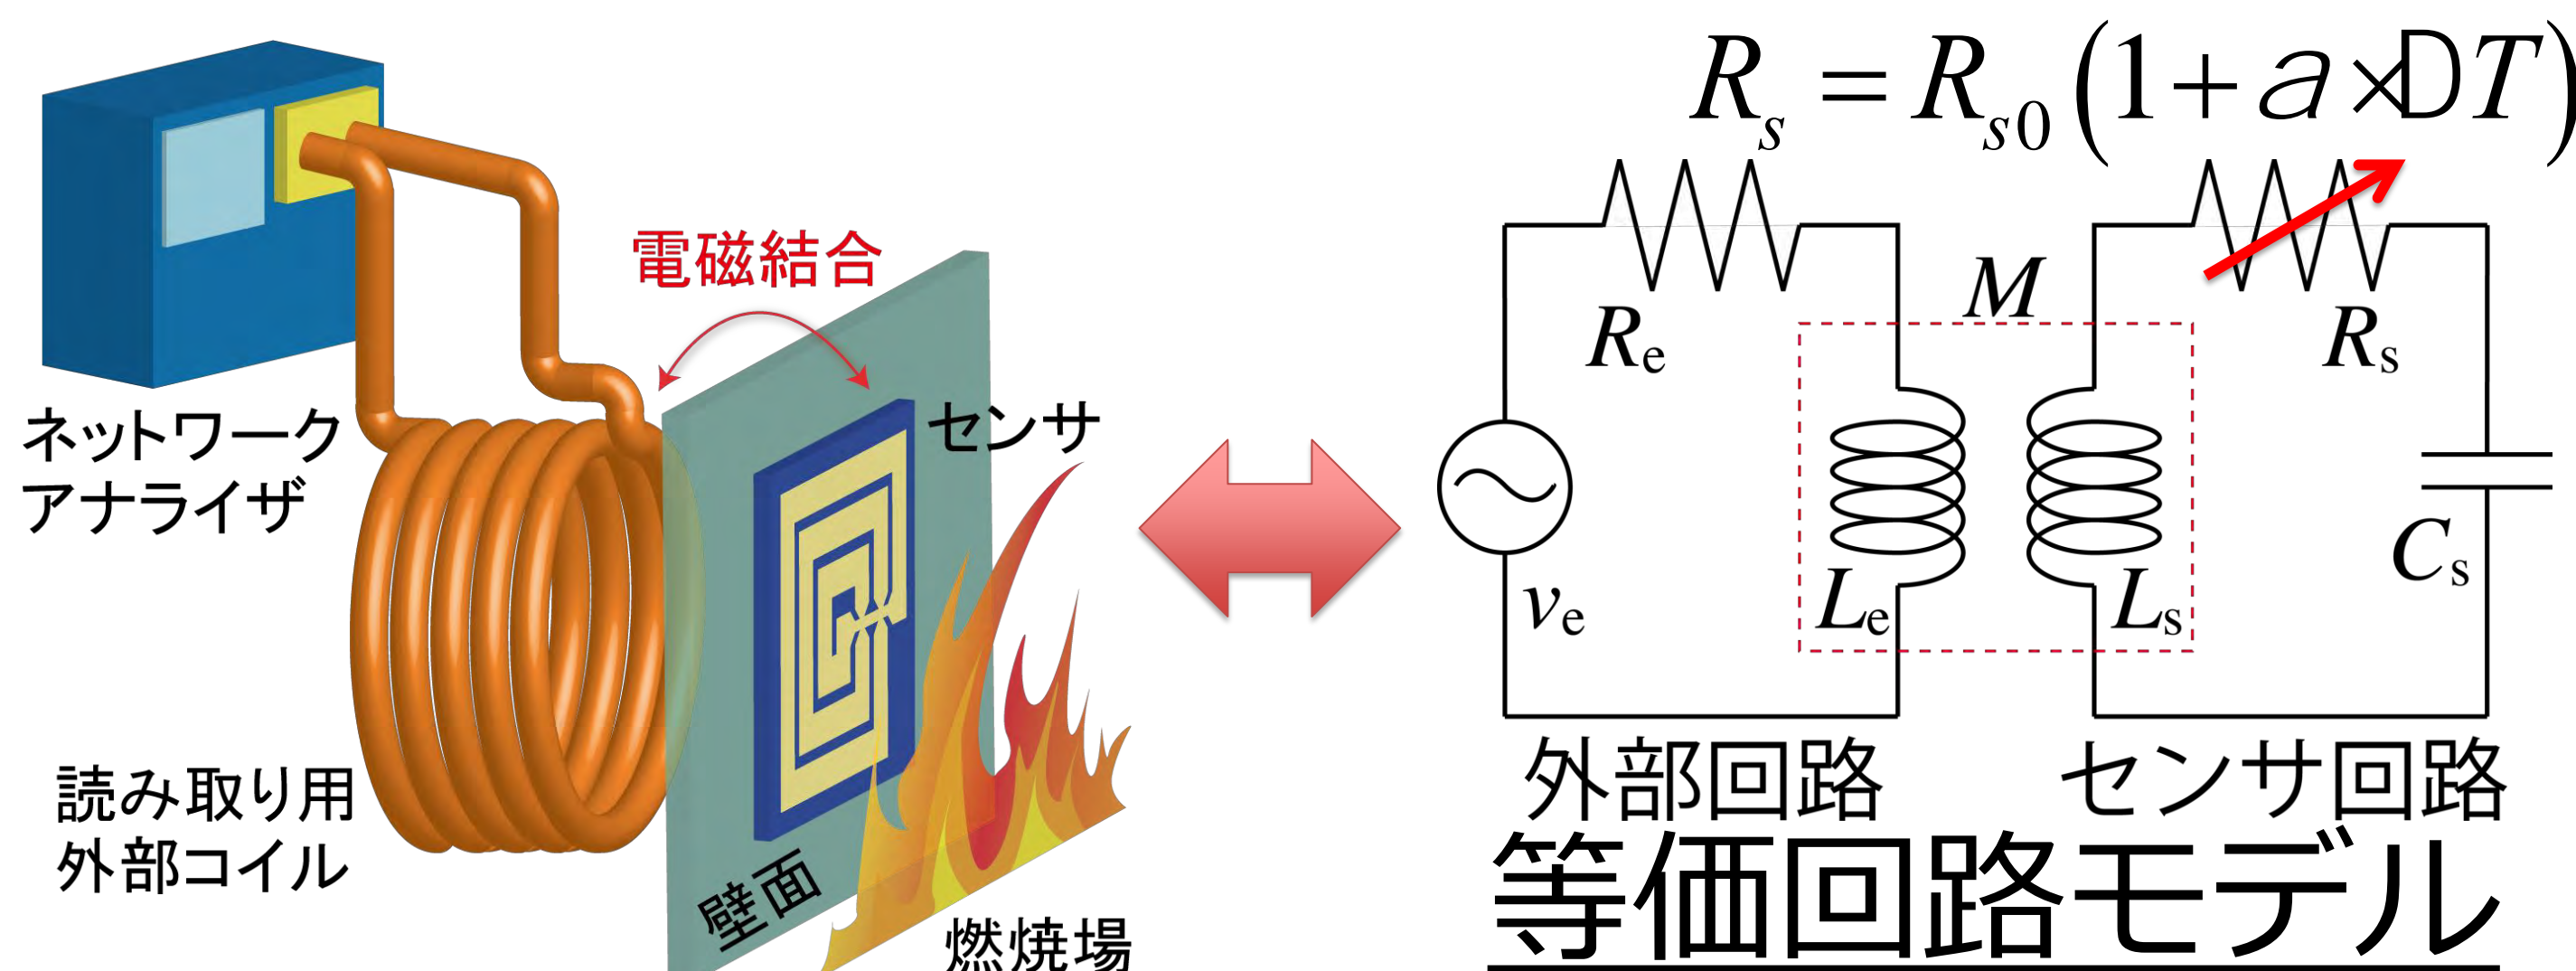 電磁結合
センサ
ネットワーク
アナライザ
読み取り用
外部コイル
壁面
燃焼場
R_s = R_{s0} (1 + a × DT)
R_e
M
R_s
v_e
L_e
L_s
C_s
外部回路
センサ回路
等価回路モデル